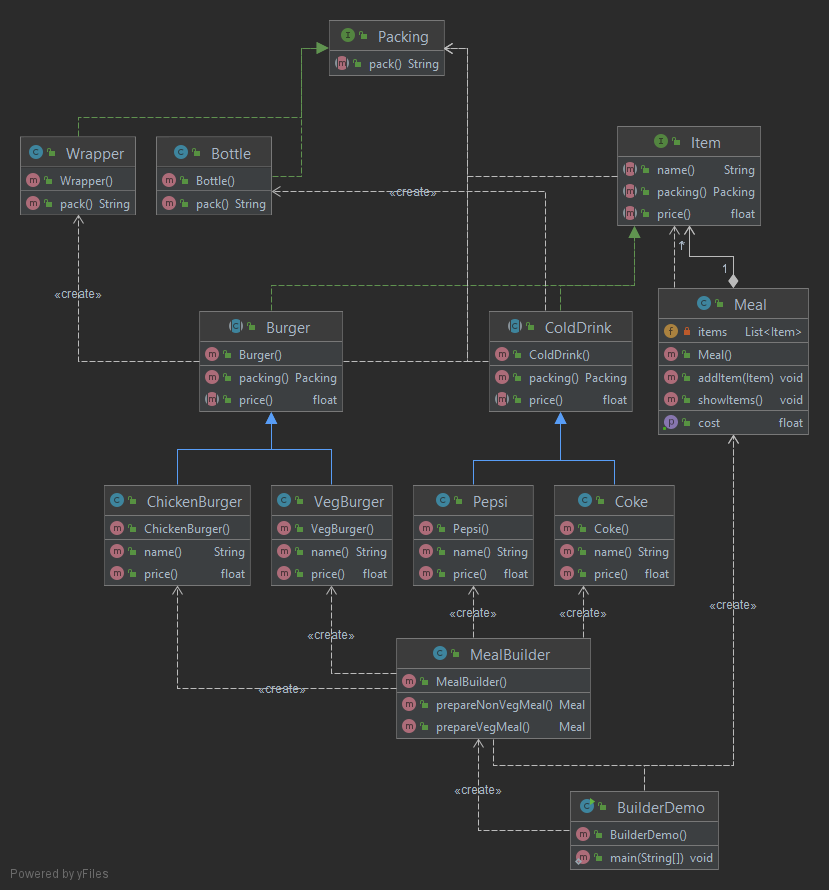 Packing
pack() String
Wrapper
Wrapper()
pack() String
Bottle
Bottle()
pack() String
Item
name() String
packing() Packing
price() float
«create»
1
*
«create»
Burger
Burger()
packing() Packing
price() float
ColdDrink
ColdDrink()
packing() Packing
price() float
Meal
items List<Item>
Meal()
addItem(Item) void
showItems() void
cost float
ChickenBurger
ChickenBurger()
name() String
price() float
VegBurger
VegBurger()
name() String
price() float
Pepsi
Pepsi()
name() String
price() float
Coke
Coke()
name() String
price() float
«create»
«create»
«create»
«create»
«create»
MealBuilder
MealBuilder()
prepareNonVegMeal() Meal
prepareVegMeal() Meal
«create»
BuilderDemo
BuilderDemo()
main(String[]) void
Powered by yFiles